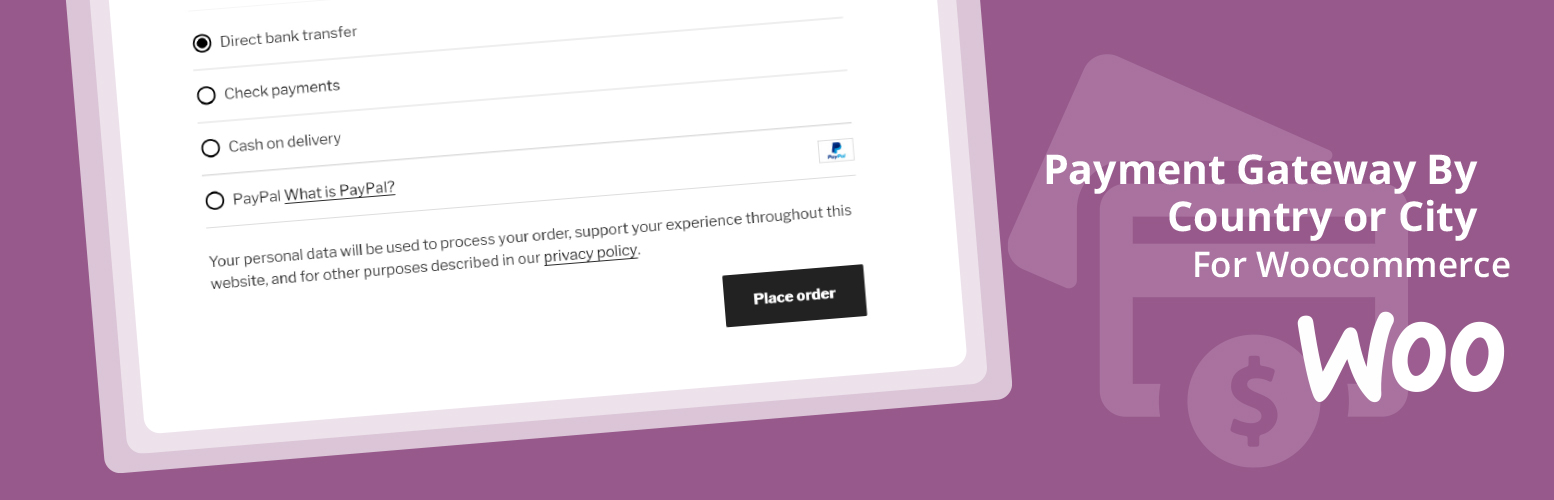 Direct bank transfer
Check payments
Cash on delivery
PayPal
PayPal What is PayPal?
Your personal data will be used to process your order, support your experience throughout this
website, and for other purposes described in our privacy policy.
Place order
Payment Gateway By
Country or City
For Woocommerce
$
WOO